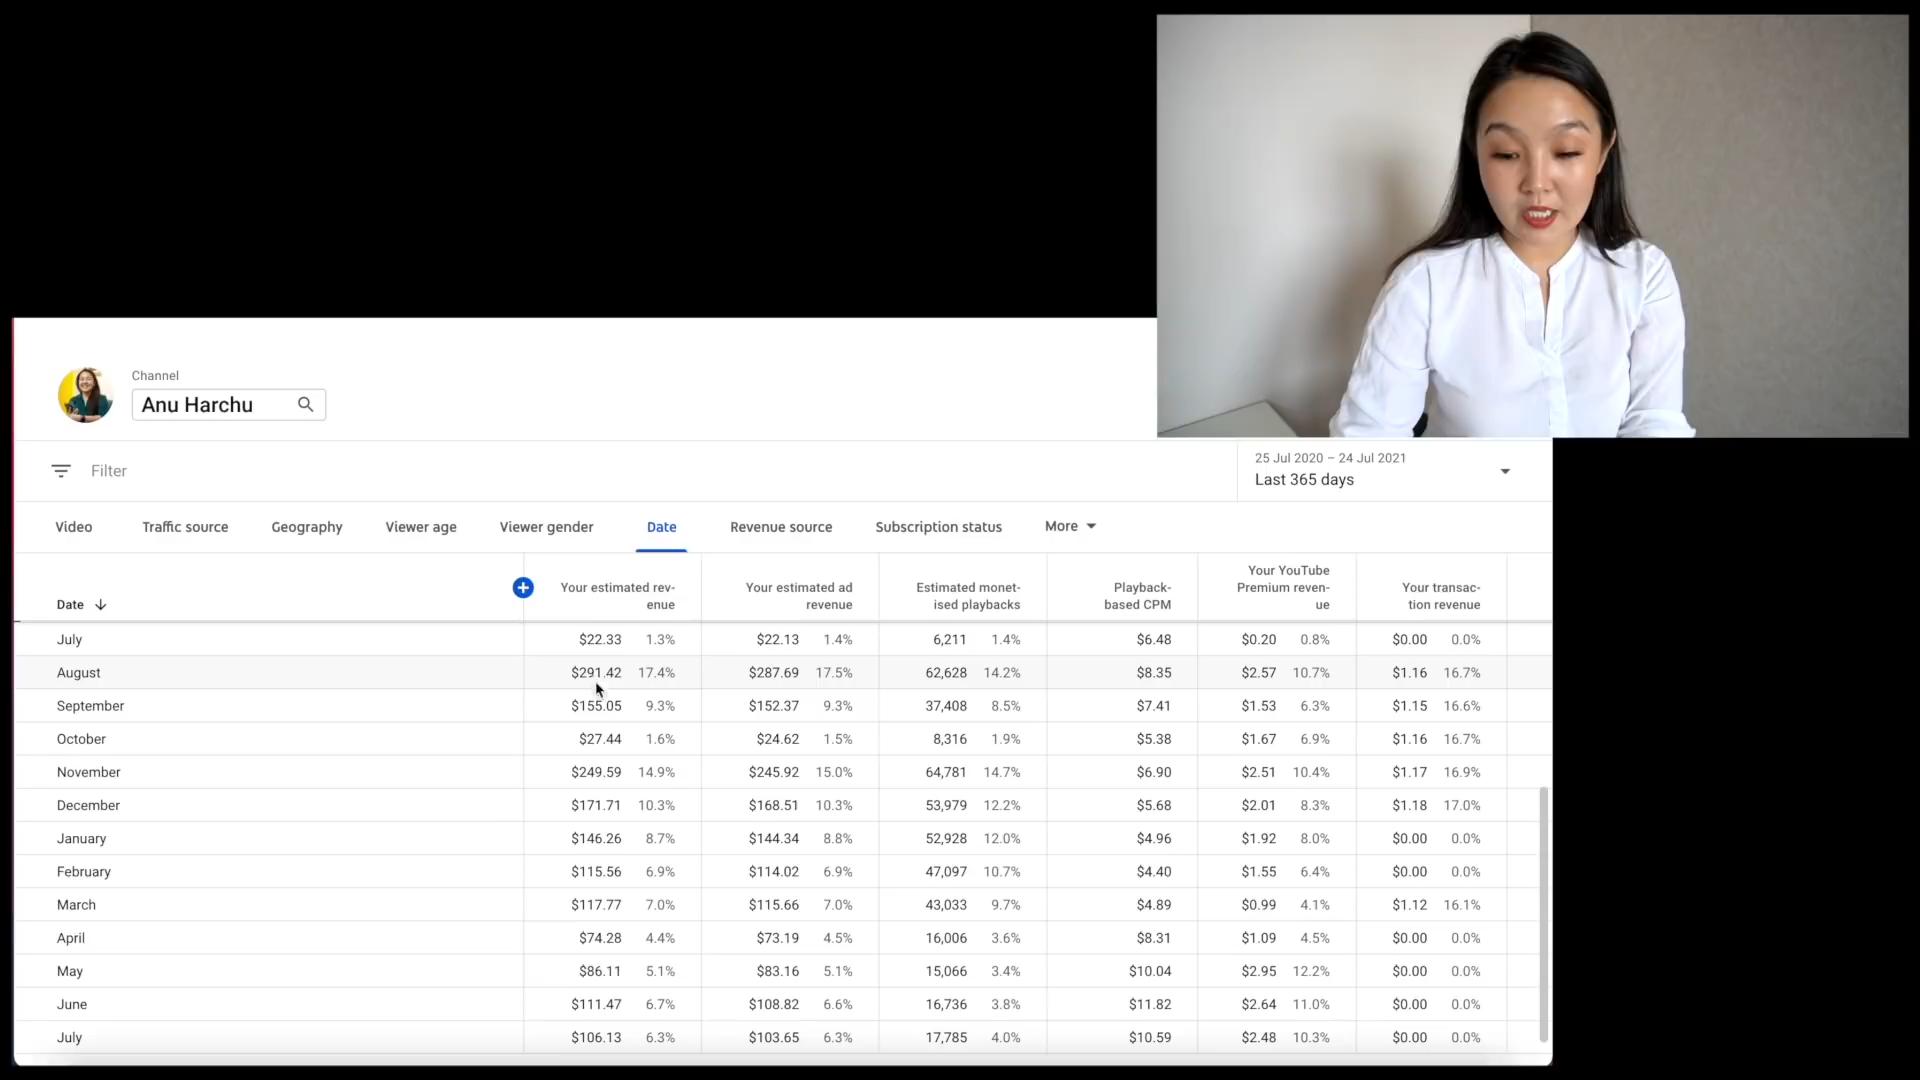 Channel
Anu Harchu
Filter
25 Jul 2020 – 24 Jul 2021
Last 365 days
Video Traffic source Geography Viewer age Viewer gender Date Revenue source Subscription status More
Date
Your estimated rev-
enue
Your estimated ad
revenue
Estimated monet-
ised playbacks
Playback-
based CPM
Your YouTube
Premium reven-
ue
Your transac-
tion revenue
July $22.33 1.3% $22.13 1.4% 6,211 1.4% $6.48 $0.20 0.8% $0.00 0.0%
August $291.42 17.4% $287.69 17.5% 62,628 14.2% $8.35 $2.57 10.7% $1.16 16.7%
September $155.05 9.3% $152.37 9.3% 37,408 8.5% $7.41 $1.53 6.3% $1.15 16.6%
October $27.44 1.6% $24.62 1.5% 8,316 1.9% $5.38 $1.67 6.9% $1.16 16.7%
November $249.59 14.9% $245.92 15.0% 64,781 14.7% $6.90 $2.51 10.4% $1.17 16.9%
December $171.71 10.3% $168.51 10.3% 53,979 12.2% $5.68 $2.01 8.3% $1.18 17.0%
January $146.26 8.7% $144.34 8.8% 52,928 12.0% $4.96 $1.92 8.0% $0.00 0.0%
February $115.56 6.9% $114.02 6.9% 47,097 10.7% $4.40 $1.55 6.4% $0.00 0.0%
March $117.77 7.0% $115.66 7.0% 43,033 9.7% $4.89 $0.99 4.1% $1.12 16.1%
April $74.28 4.4% $73.19 4.5% 16,006 3.6% $8.31 $1.09 4.5% $0.00 0.0%
May $86.11 5.1% $83.16 5.1% 15,066 3.4% $10.04 $2.95 12.2% $0.00 0.0%
June $111.47 6.7% $108.82 6.6% 16,736 3.8% $11.82 $2.64 11.0% $0.00 0.0%
July $106.13 6.3% $103.65 6.3% 17,785 4.0% $10.59 $2.48 10.3% $0.00 0.0%